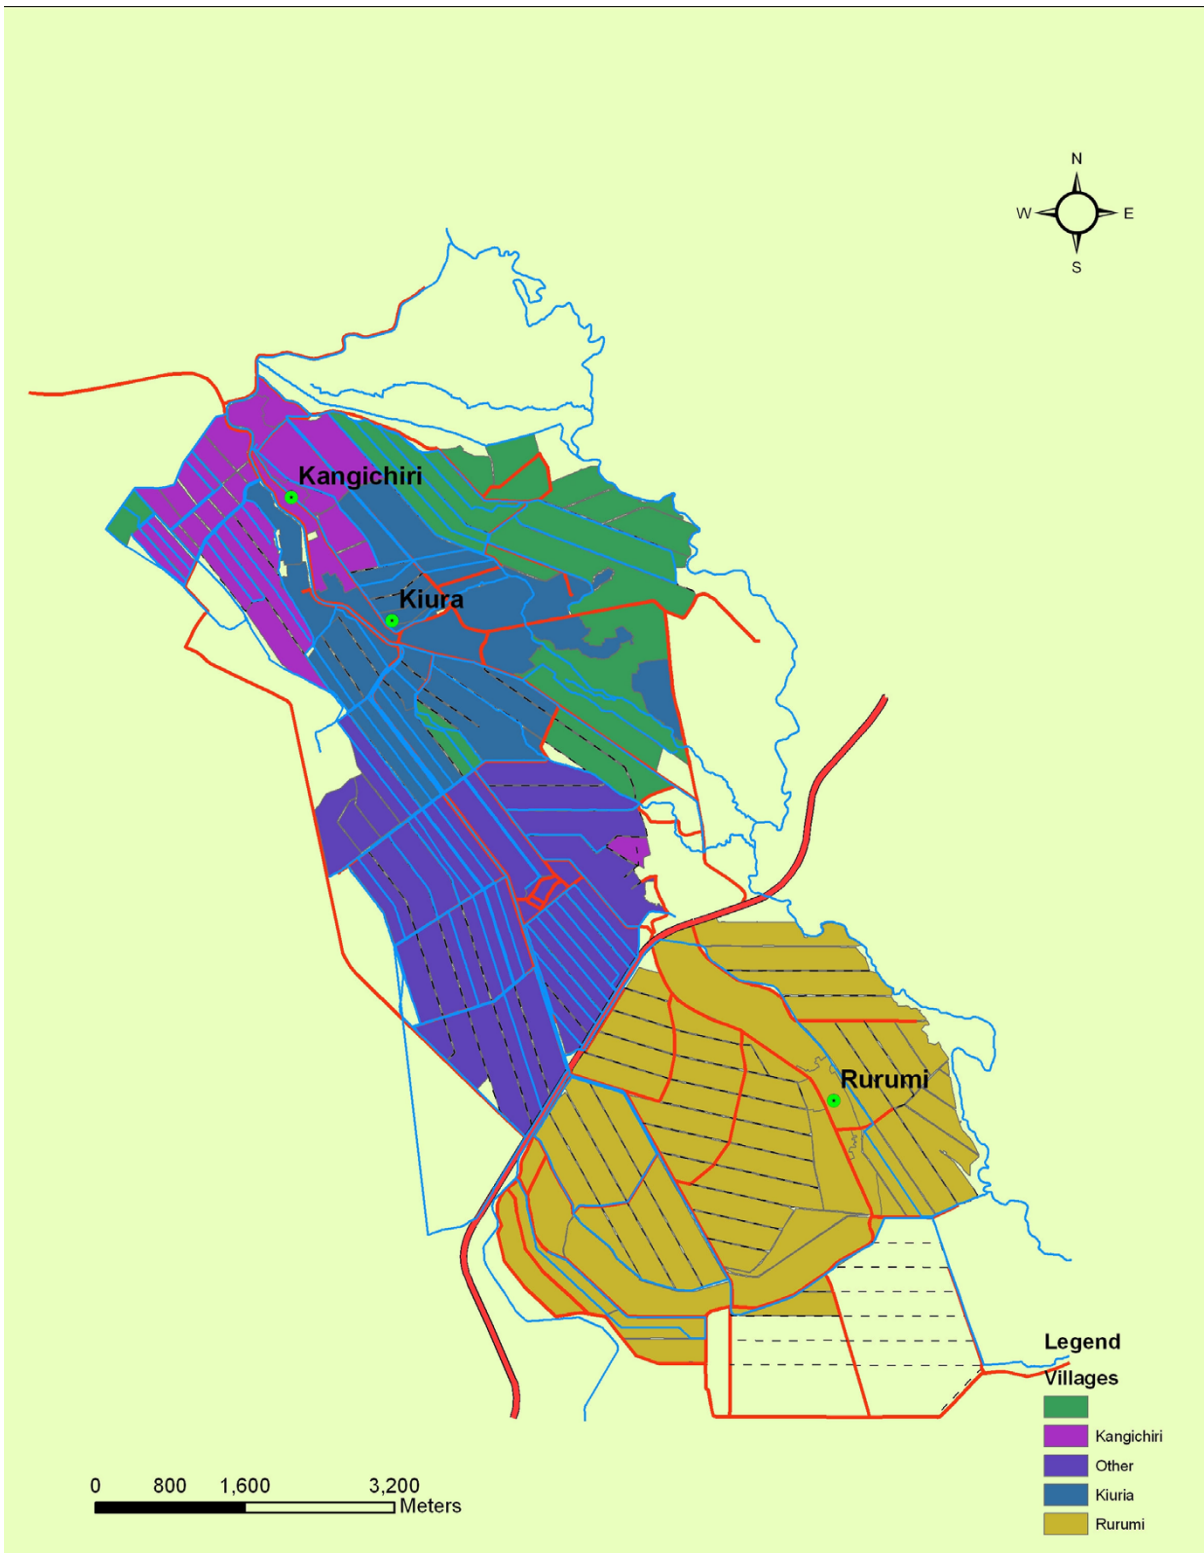 N
W E
S
Kangichiri
Kiura
Rurumi
Legend
Villages
Kangichiri
Other
Kiuria
Rurumi
0 800 1,600 3,200
Meters